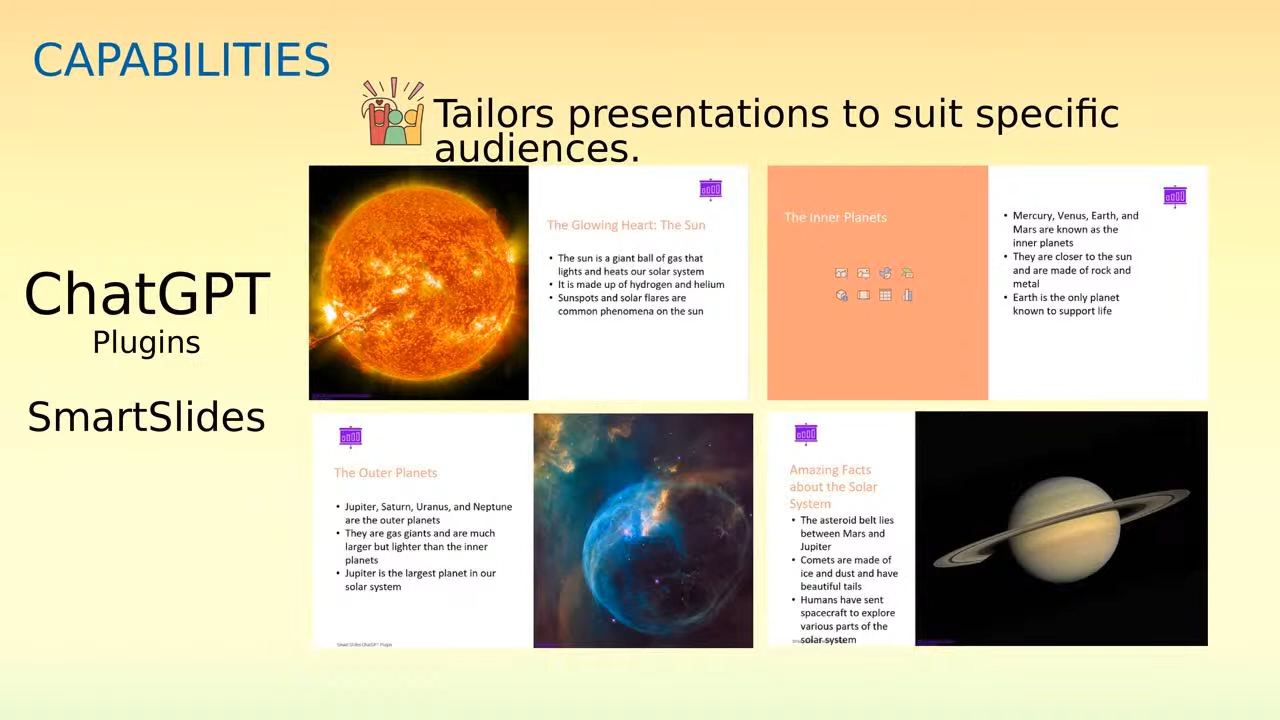 CAPABILITIES
Tailors presentations to suit specific
audiences.
ChatGPT
Plugins
SmartSlides
The Glowing Heart: The Sun
• The sun is a giant ball of gas that
lights and heats our solar system
• It is made up of hydrogen and helium
• Sunspots and solar flares are
common phenomena on the sun
The Inner Planets
• Mercury, Venus, Earth, and
Mars are known as the
inner planets
• They are closer to the sun
and are made of rock and
metal
• Earth is the only planet
known to support life
The Outer Planets
• Jupiter, Saturn, Uranus, and Neptune
are the outer planets
• They are gas giants and are much
larger but lighter than the inner
planets
• Jupiter is the largest planet in our
solar system
Smart Slides ChatGPT Plugin
Amazing Facts
about the Solar
System
• The asteroid belt lies
between Mars and
Jupiter
• Comets are made of
ice and dust and have
beautiful tails
• Humans have sent
spacecraft to explore
various parts of the
solar system